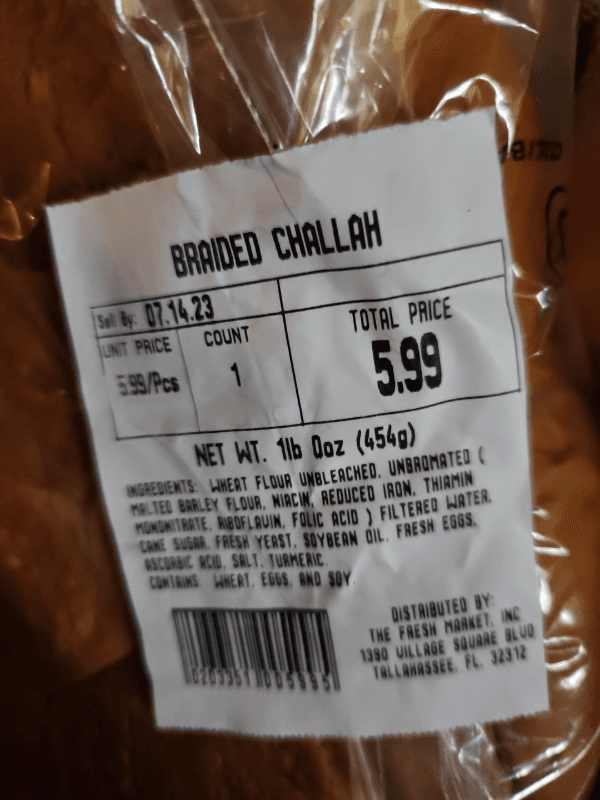 BRAIDED CHALLAH
Sell By: 07.14.23
UNIT PRICE COUNT TOTAL PRICE
5.99/Pcs 1 5.99
NET WT. 1lb 0oz (454g)
INGREDIENTS: WHEAT FLOUR UNBLEACHED, UNBROMATED (
MALTED BARLEY FLOUR, NIACIN, REDUCED IRON, THIAMIN
MONONITRATE, RIBOFLAVIN, FOLIC ACID ) FILTERED WATER,
CANE SUGAR, FRESH YEAST, SOYBEAN OIL, FRESH EGGS,
ASCORBIC ACID, SALT, TURMERIC.
CONTAINS: WHEAT, EGGS, AND SOY.
DISTRIBUTED BY:
THE FRESH MARKET, INC
1390 VILLAGE SQUARE BLVD
TALLAHASSEE, FL, 32312